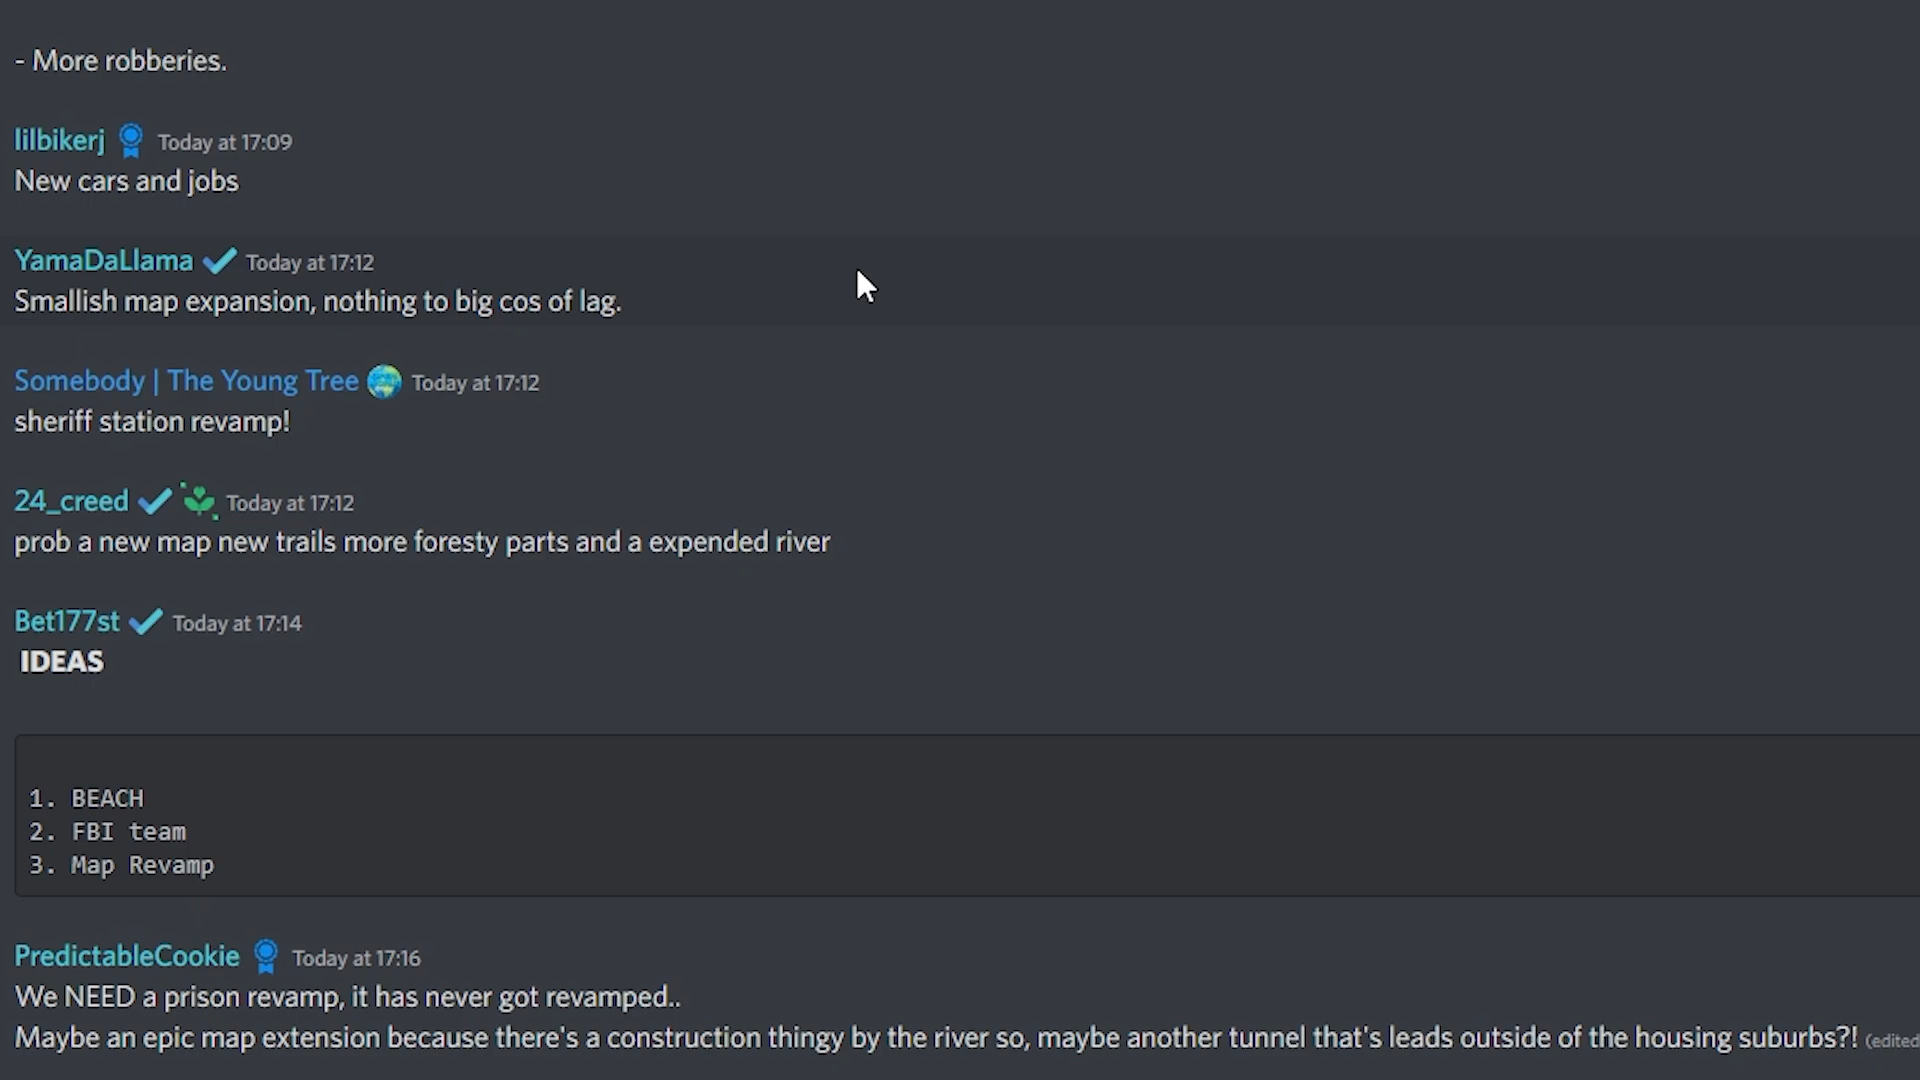 - More robberies.
lilbikerj Today at 17:09
New cars and jobs
YamaDaLlama Today at 17:12
Smallish map expansion, nothing to big cos of lag.
Somebody | The Young Tree Today at 17:12
sheriff station revamp!
24_creed Today at 17:12
prob a new map new trails more foresty parts and a expended river
Bet177st Today at 17:14
IDEAS
1. BEACH
2. FBI team
3. Map Revamp
PredictableCookie Today at 17:16
We NEED a prison revamp, it has never got revamped..
Maybe an epic map extension because there's a construction thingy by the river so, maybe another tunnel that's leads outside of the housing suburbs?! (edited